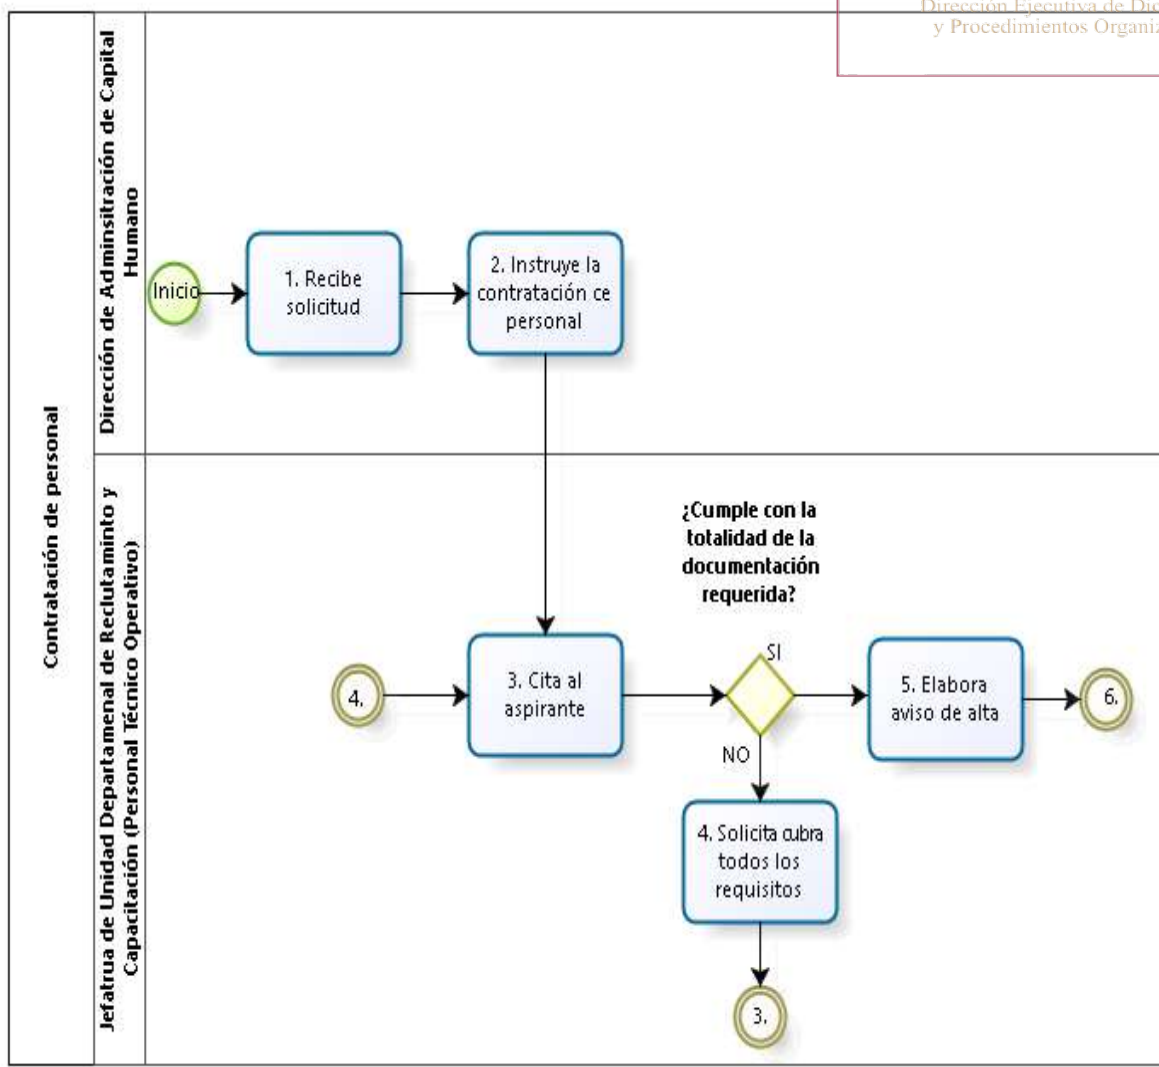 Dirección Ejecutiva de Dic
y Procedimientos Organiz
Contratación de personal
Dirección de Adminsitración de Capital
Humano
Inicio
1. Recibe
solicitud
2. Instruye la
contratación ce
personal
Jefatrua de Unidad Departamenal de Reclutaminto y
Capacitación (Personal Técnico Operativo)
¿Cumple con la
totalidad de la
documentación
requerida?
4.
3. Cita al
aspirante
SI
5. Elabora
aviso de alta
6.
NO
4. Solicita cubra
todos los
requisitos
3.